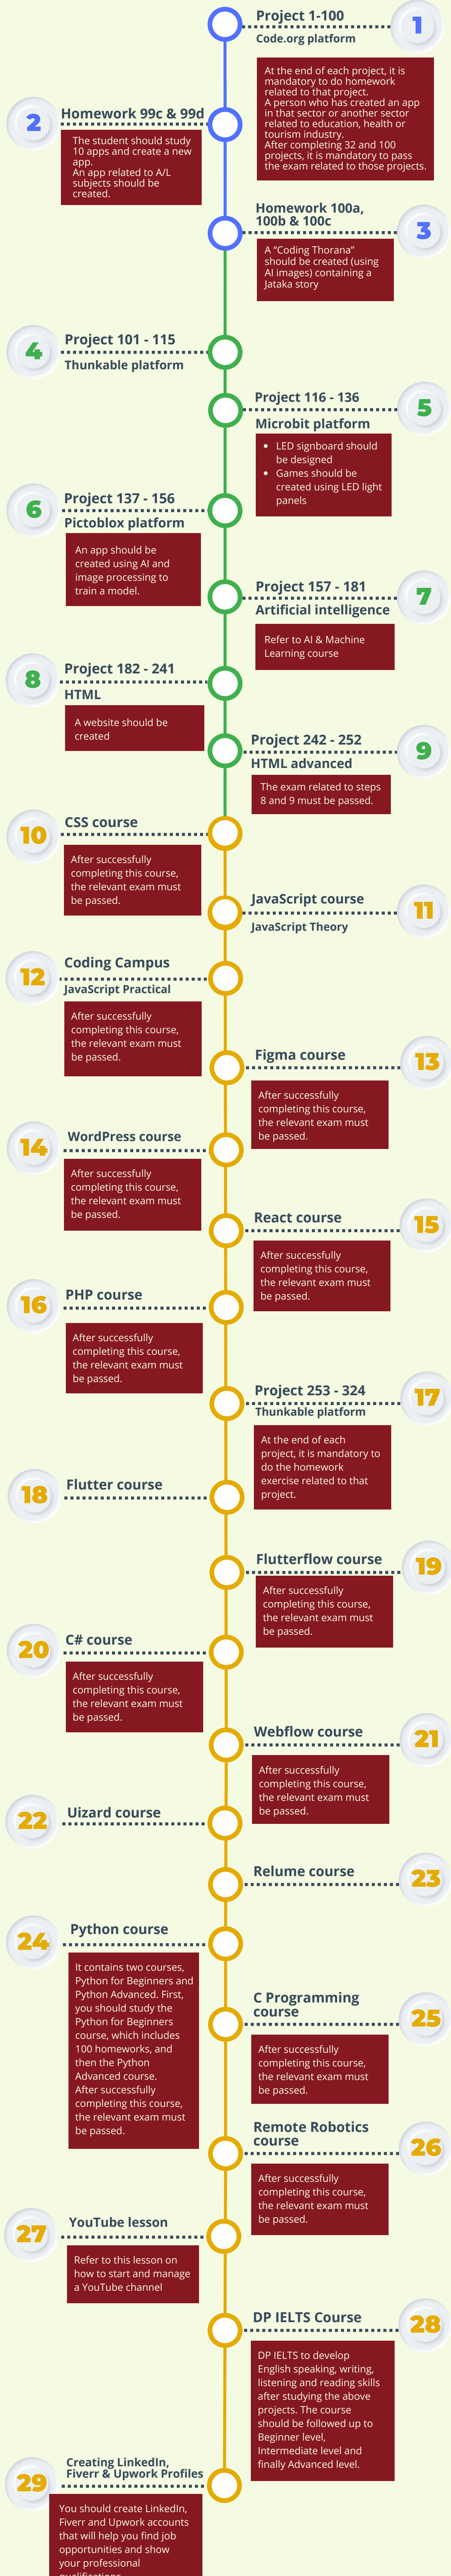 1
Project 1-100
Code.org platform
At the end of each project, it is
mandatory to do homework
related to that project.
A person who has created an app
in that sector or another sector
related to education, health or
tourism industry.
After completing 32 and 100
projects, it is mandatory to pass
the exam related to those projects.
2
Homework 99c & 99d
The student should study
10 apps and create a new
app.
An app related to A/L
subjects should be
created.
3
Homework 100a,
100b & 100c
A “Coding Thorana”
should be created (using
AI images) containing a
Jataka story
4
Project 101 - 115
Thunkable platform
5
Project 116 - 136
Microbit platform
• LED signboard should
be designed
• Games should be
created using LED light
panels
6
Project 137 - 156
Pictoblox platform
An app should be
created using AI and
image processing to
train a model.
7
Project 157 - 181
Artificial intelligence
Refer to AI & Machine
Learning course
8
Project 182 - 241
HTML
A website should be
created
9
Project 242 - 252
HTML advanced
The exam related to steps
8 and 9 must be passed.
10
CSS course
After successfully
completing this course,
the relevant exam must
be passed.
11
JavaScript course
JavaScript Theory
12
Coding Campus
JavaScript Practical
After successfully
completing this course,
the relevant exam must
be passed.
13
Figma course
After successfully
completing this course,
the relevant exam must
be passed.
14
WordPress course
After successfully
completing this course,
the relevant exam must
be passed.
15
React course
After successfully
completing this course,
the relevant exam must
be passed.
16
PHP course
After successfully
completing this course,
the relevant exam must
be passed.
17
Project 253 - 324
Thunkable platform
At the end of each
project, it is mandatory to
do the homework
exercise related to that
project.
18
Flutter course
19
Flutterflow course
After successfully
completing this course,
the relevant exam must
be passed.
20
C# course
After successfully
completing this course,
the relevant exam must
be passed.
21
Webflow course
After successfully
completing this course,
the relevant exam must
be passed.
22
Uizard course
23
Relume course
24
Python course
It contains two courses,
Python for Beginners and
Python Advanced. First,
you should study the
Python for Beginners
course, which includes
100 homeworks, and
then the Python
Advanced course.
After successfully
completing this course,
the relevant exam must
be passed.
25
C Programming
course
After successfully
completing this course,
the relevant exam must
be passed.
26
Remote Robotics
course
After successfully
completing this course,
the relevant exam must
be passed.
27
YouTube lesson
Refer to this lesson on
how to start and manage
a YouTube channel
28
DP IELTS Course
DP IELTS to develop
English speaking, writing,
listening and reading skills
after studying the above
projects. The course
should be followed up to
Beginner level,
Intermediate level and
finally Advanced level.
29
Creating LinkedIn,
Fiverr & Upwork Profiles
You should create LinkedIn,
Fiverr and Upwork accounts
that will help you find job
opportunities and show
your professional